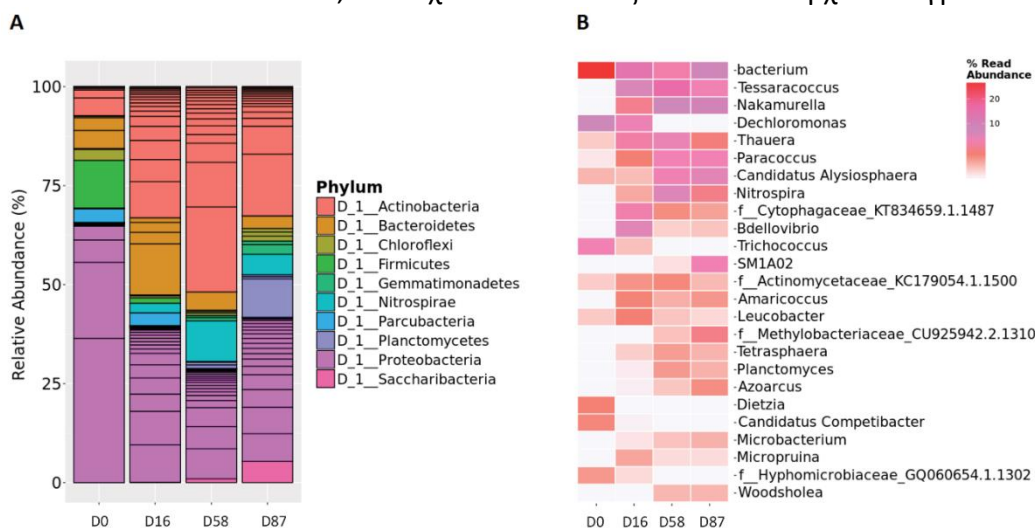 A
B
100
75
50
25
0
Relative Abundance (%)
D0 D16 D58 D87
Phylum
D_1__Actinobacteria
D_1__Bacteroidetes
D_1__Chloroflexi
D_1__Firmicutes
D_1__Gemmatimonadetes
D_1__Nitrospirae
D_1__Parcubacteria
D_1__Planctomycetes
D_1__Proteobacteria
D_1__Saccharibacteria
bacterium
Tessaracoccus
Nakamurella
Dechloromonas
Thauera
Paracoccus
Candidatus Alysiosphaera
Nitrospira
f__Cytophagaceae_KT834659.1.1487
Bdellovibrio
Trichococcus
SM1A02
f__Actinomycetaceae_KC179054.1.1500
Amaricoccus
Leucobacter
f__Methylobacteriaceae_CU925942.2.1310
Tetrasphaera
Planctomyces
Azoarcus
Dietzia
Candidatus Competibacter
Microbacterium
Micropruina
f__Hyphomicrobiaceae_GQ060654.1.1302
Woodsholea
D0 D16 D58 D87
% Read
Abundance
20
10